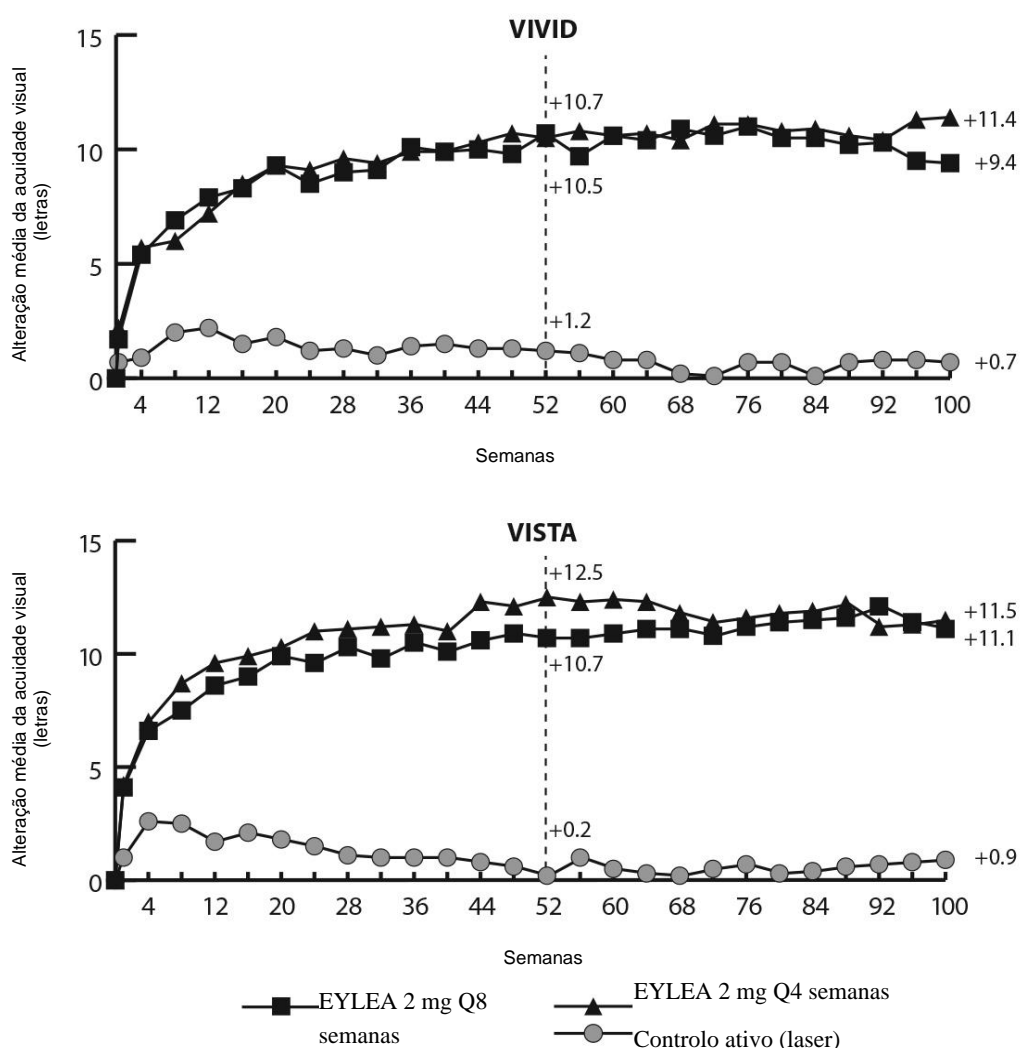 VIVID
Alteração média da acuidade visual
(letras)
15
10
5
0
+10.7
+10.5
+1.2
+11.4
+9.4
+0.7
4 12 20 28 36 44 52 60 68 76 84 92 100
Semanas
VISTA
Alteração média da acuidade visual
(letras)
15
10
5
0
+12.5
+10.7
+0.2
+11.5
+11.1
+0.9
4 12 20 28 36 44 52 60 68 76 84 92 100
Semanas
EYLEA 2 mg Q8
semanas
EYLEA 2 mg Q4 semanas
Controlo ativo (laser)